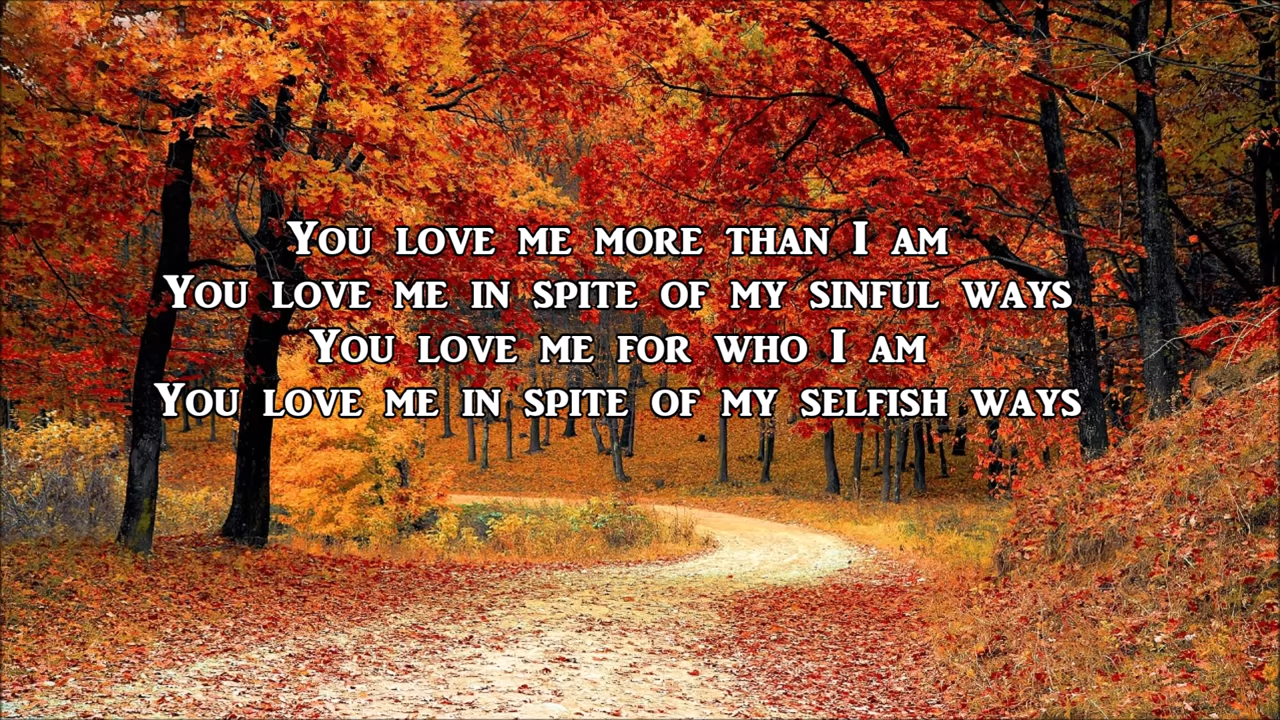 You love me more than I am
You love me in spite of my sinful ways
You love me for who I am
You love me in spite of my selfish ways